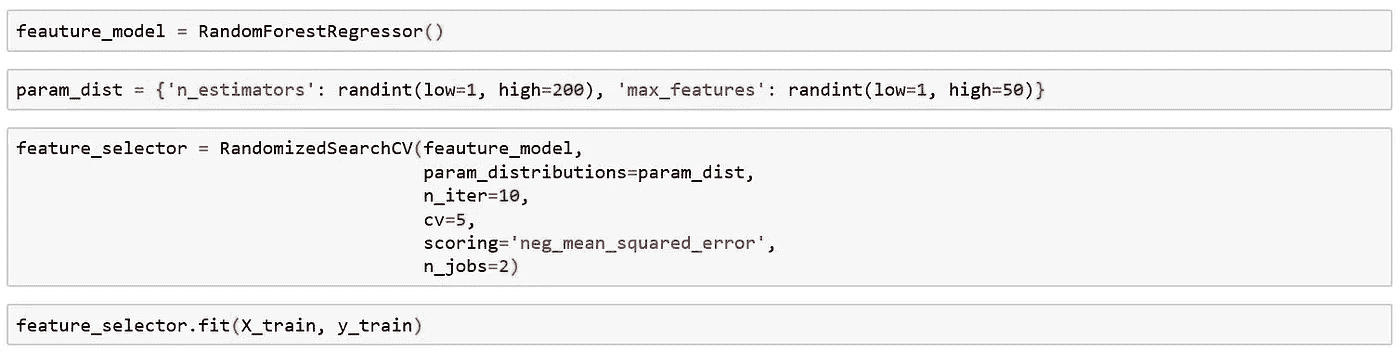 feauture_model = RandomForestRegressor()
param_dist = {'n_estimators': randint(low=1, high=200), 'max_features': randint(low=1, high=50)}
feature_selector = RandomizedSearchCV(feauture_model,
param_distributions=param_dist,
n_iter=10,
cv=5,
scoring='neg_mean_squared_error',
n_jobs=2)
feature_selector.fit(X_train, y_train)